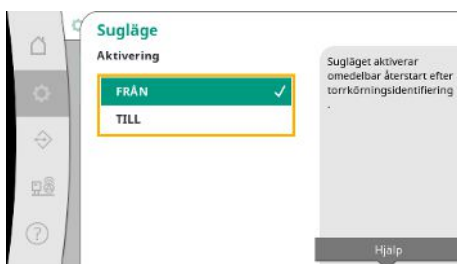 Sugläge
Aktivering
FRÅN
TILL
Sugläget aktiverar
omedelbar återstart efter
torrkörningsidentifiering
.
Hjälp